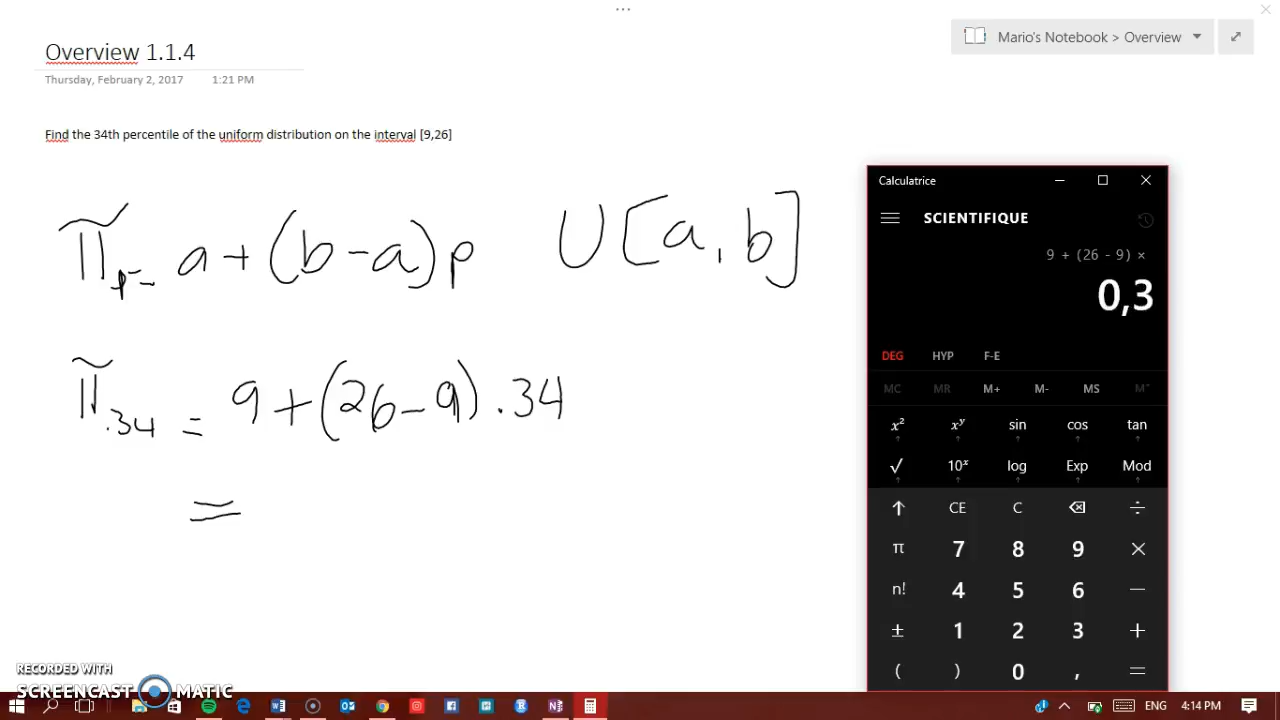 Overview 1.1.4
Mario's Notebook > Overview
Thursday, February 2, 2017 1:21 PM
Find the 34th percentile of the uniform distribution on the interval [9,26]
π̃p= a+(b-a)p U[a,b]
π̃.34 = 9+(26-9).34
=
Calculatrice
SCIENTIFIQUE
9 + (26 - 9) ×
0,3
DEG HYP F-E
MC MR M+ M- MS M˅
x² xʸ sin cos tan
√ 10ˣ log Exp Mod
↑ CE C ⌫ ÷
π 7 8 9 ×
n! 4 5 6 −
± 1 2 3 +
( ) 0 , =
RECORDED WITH
SCREENCAST MATIC
ENG 4:14 PM